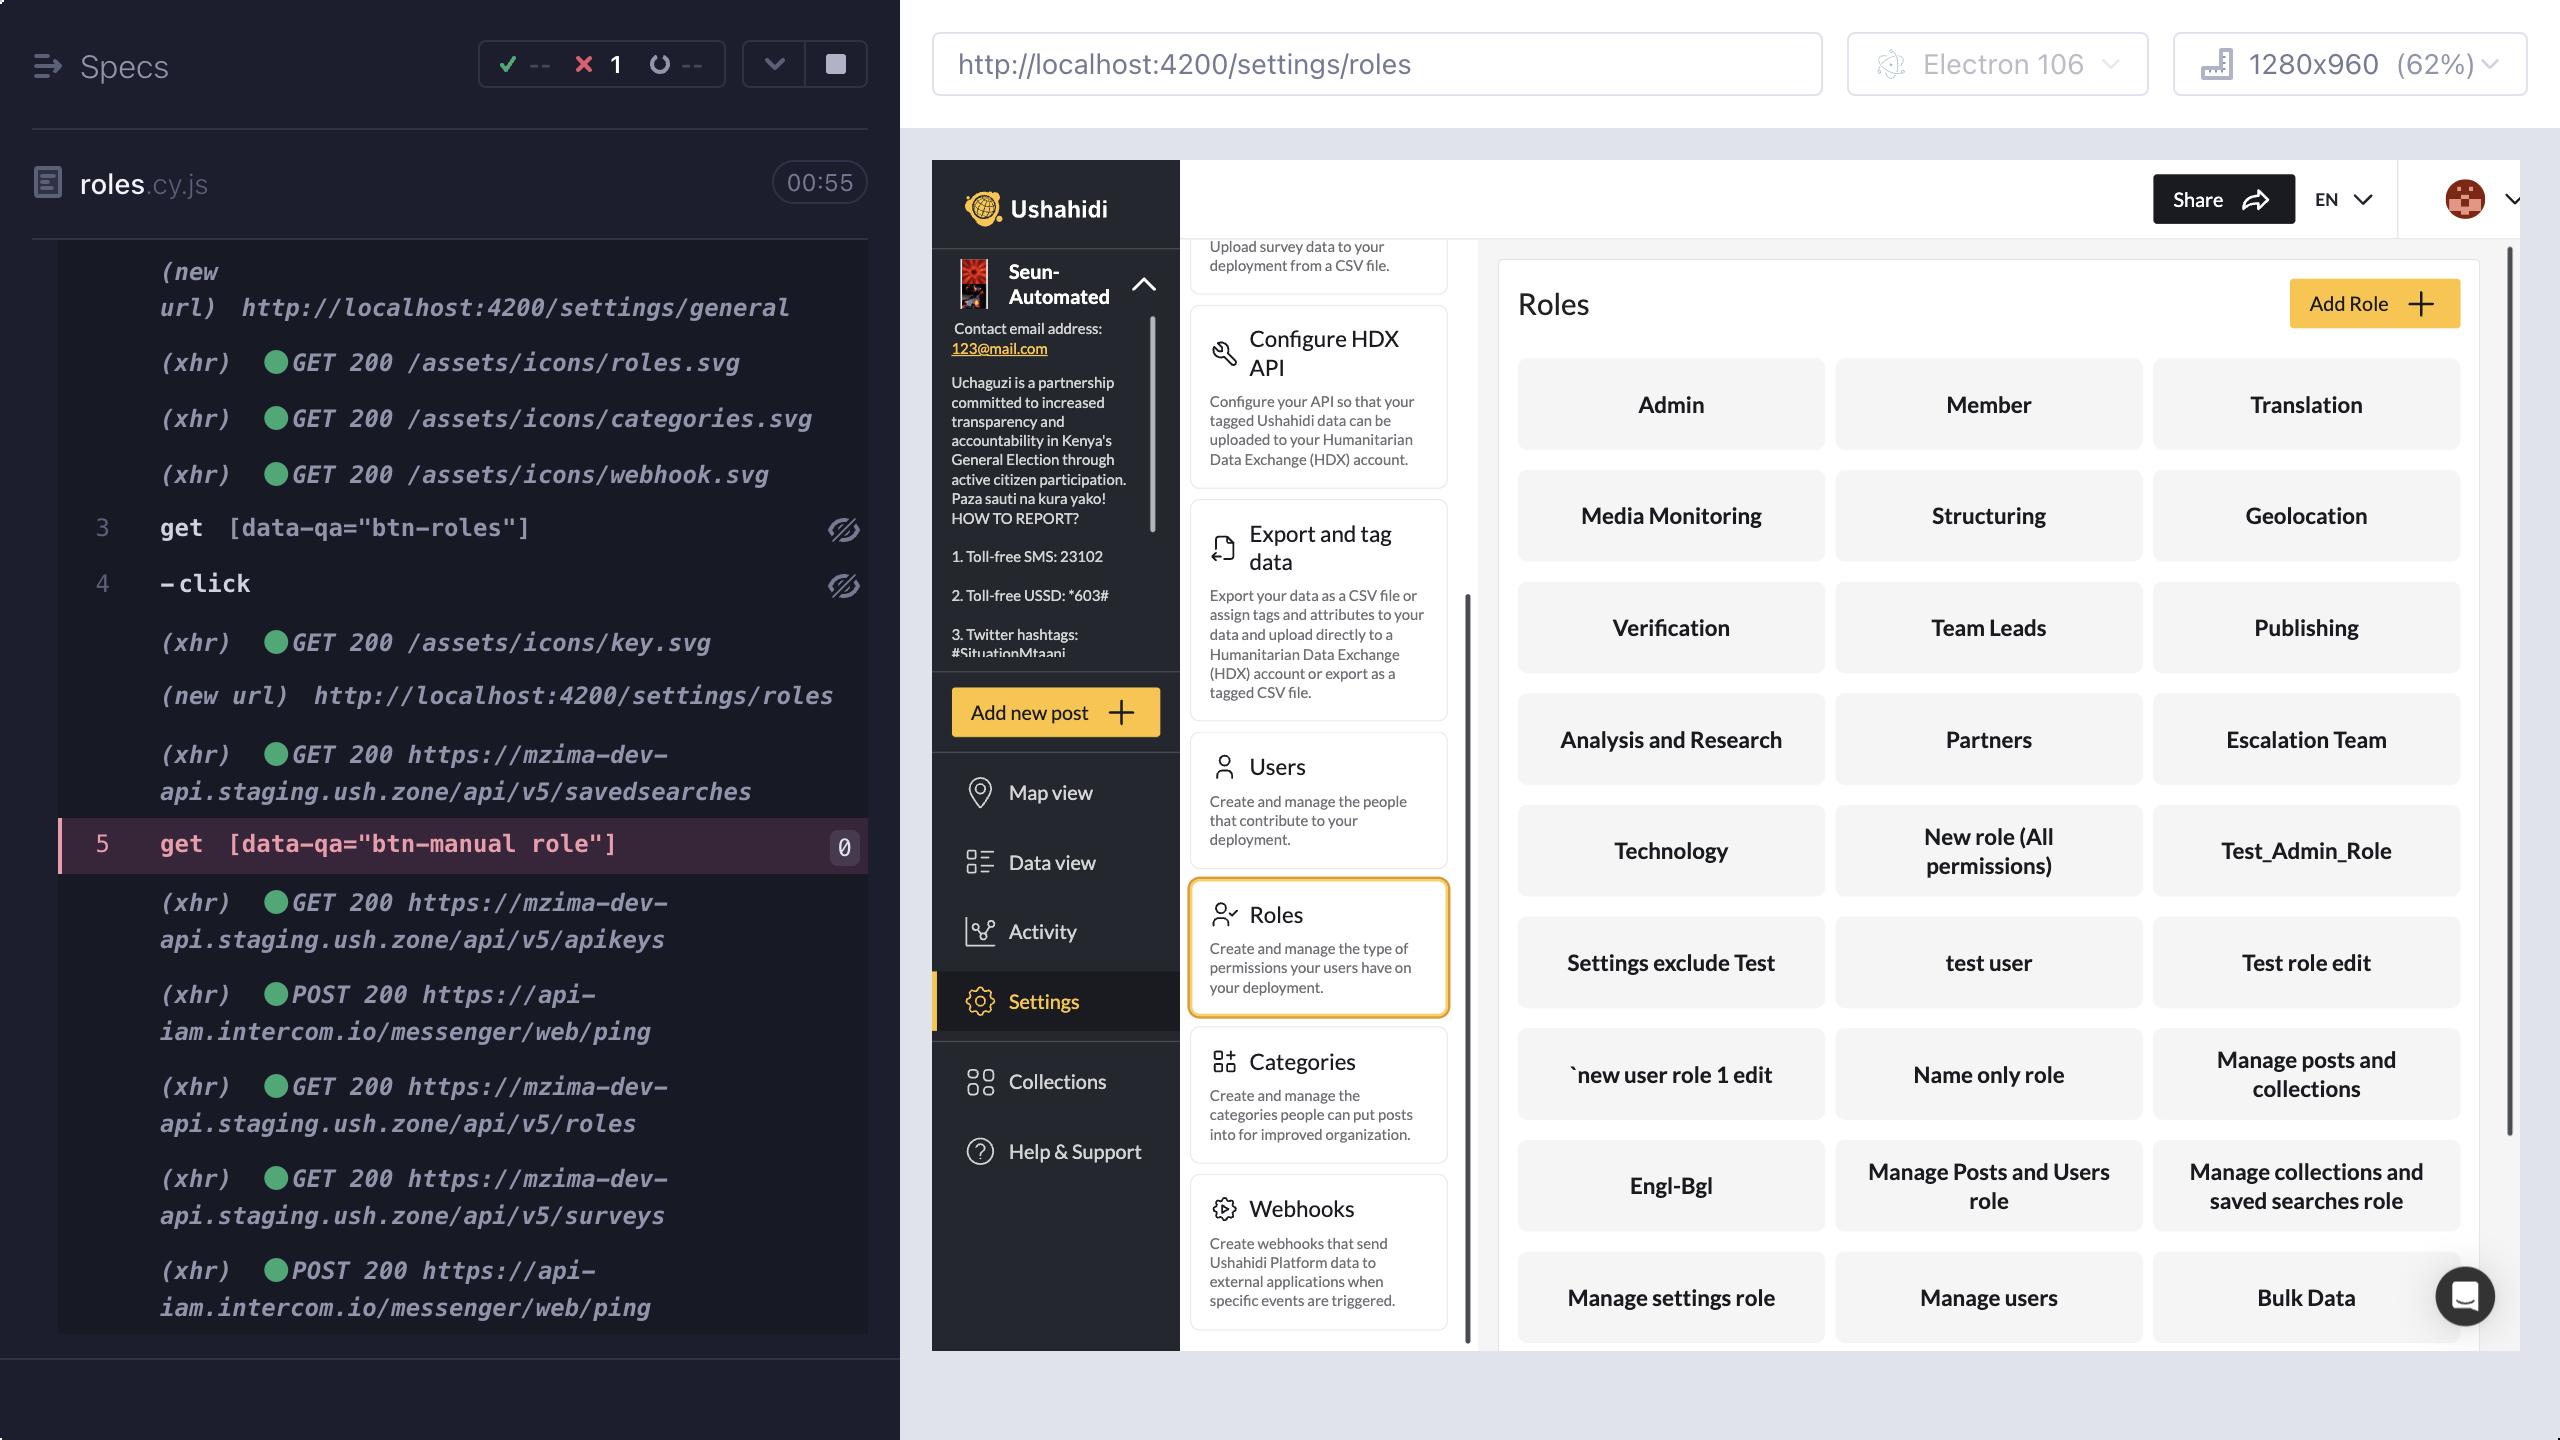 Specs
--
1
--
roles.cy.js
00:55
(new
url) http://localhost:4200/settings/general
(xhr) GET 200 /assets/icons/roles.svg
(xhr) GET 200 /assets/icons/categories.svg
(xhr) GET 200 /assets/icons/webhook.svg
3 get [data-qa="btn-roles"]
4 -click
(xhr) GET 200 /assets/icons/key.svg
(new url) http://localhost:4200/settings/roles
(xhr) GET 200 https://mzima-dev-
api.staging.ush.zone/api/v5/savedsearches
5 get [data-qa="btn-manual role"] 0
(xhr) GET 200 https://mzima-dev-
api.staging.ush.zone/api/v5/apikeys
(xhr) POST 200 https://api-
iam.intercom.io/messenger/web/ping
(xhr) GET 200 https://mzima-dev-
api.staging.ush.zone/api/v5/roles
(xhr) GET 200 https://mzima-dev-
api.staging.ush.zone/api/v5/surveys
(xhr) POST 200 https://api-
iam.intercom.io/messenger/web/ping
http://localhost:4200/settings/roles
Electron 106
1280x960 (62%)
Ushahidi
Share
EN
Seun-
Automated
Contact email address:
123@mail.com
Uchaguzi is a partnership
committed to increased
transparency and
accountability in Kenya's
General Election through
active citizen participation.
Paza sauti na kura yako!
HOW TO REPORT?
1. Toll-free SMS: 23102
2. Toll-free USSD: *603#
3. Twitter hashtags:
#SituationMtaani
Add new post
Map view
Data view
Activity
Settings
Collections
Help & Support
Upload survey data to your
deployment from a CSV file.
Configure HDX
API
Configure your API so that your
tagged Ushahidi data can be
uploaded to your Humanitarian
Data Exchange (HDX) account.
Export and tag
data
Export your data as a CSV file or
assign tags and attributes to your
data and upload directly to a
Humanitarian Data Exchange
(HDX) account or export as a
tagged CSV file.
Users
Create and manage the people
that contribute to your
deployment.
Roles
Create and manage the type of
permissions your users have on
your deployment.
Categories
Create and manage the
categories people can put posts
into for improved organization.
Webhooks
Create webhooks that send
Ushahidi Platform data to
external applications when
specific events are triggered.
Roles
Add Role
Admin
Member
Translation
Media Monitoring
Structuring
Geolocation
Verification
Team Leads
Publishing
Analysis and Research
Partners
Escalation Team
Technology
New role (All
permissions)
Test_Admin_Role
Settings exclude Test
test user
Test role edit
`new user role 1 edit
Name only role
Manage posts and
collections
Engl-Bgl
Manage Posts and Users
role
Manage collections and
saved searches role
Manage settings role
Manage users
Bulk Data